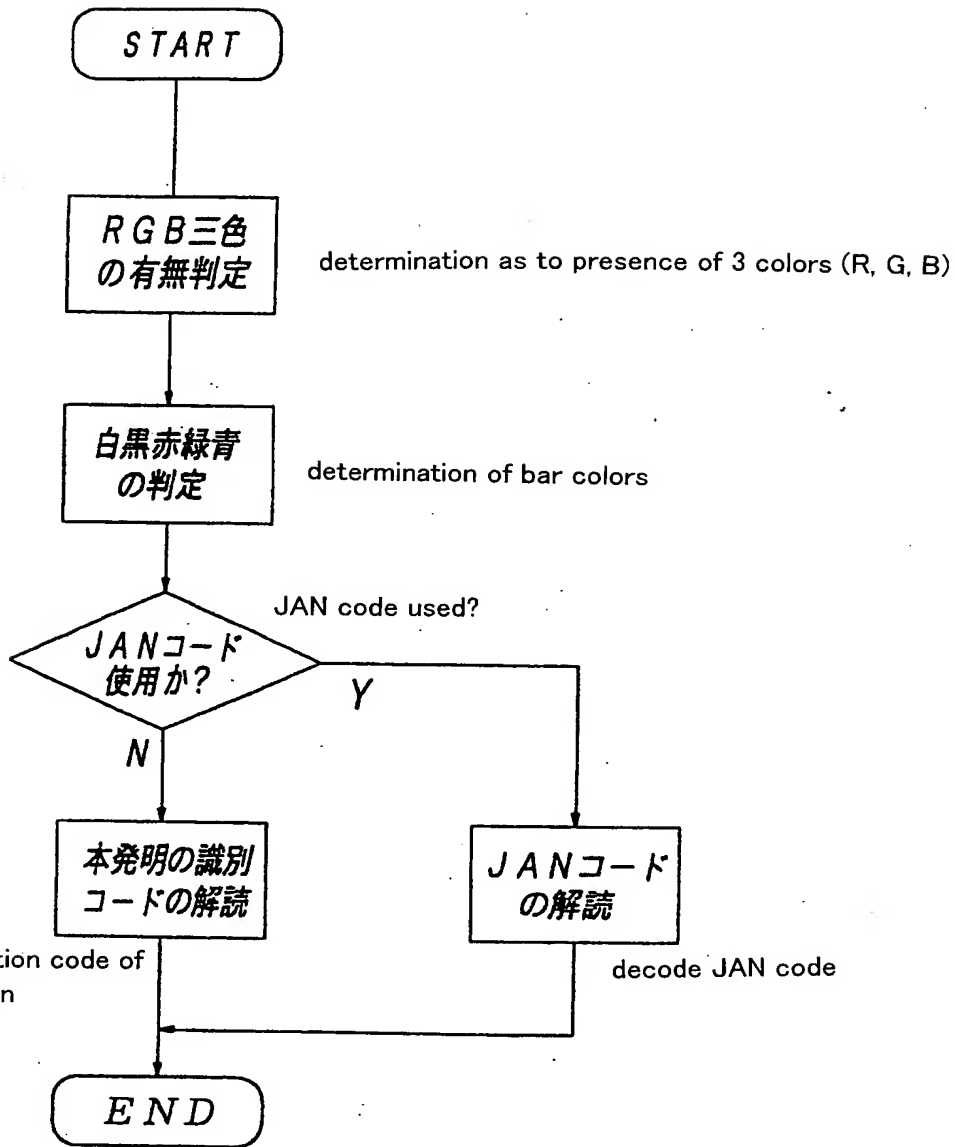 START
RGB三色
の有無判定
determination as to presence of 3 colors (R, G, B)
白黒赤緑青
の判定
determination of bar colors
JAN code used?
JANコード
使用か?
Y
N
本発明の識別
コードの解読
JANコード
の解読
tion code of
n
decode JAN code
END